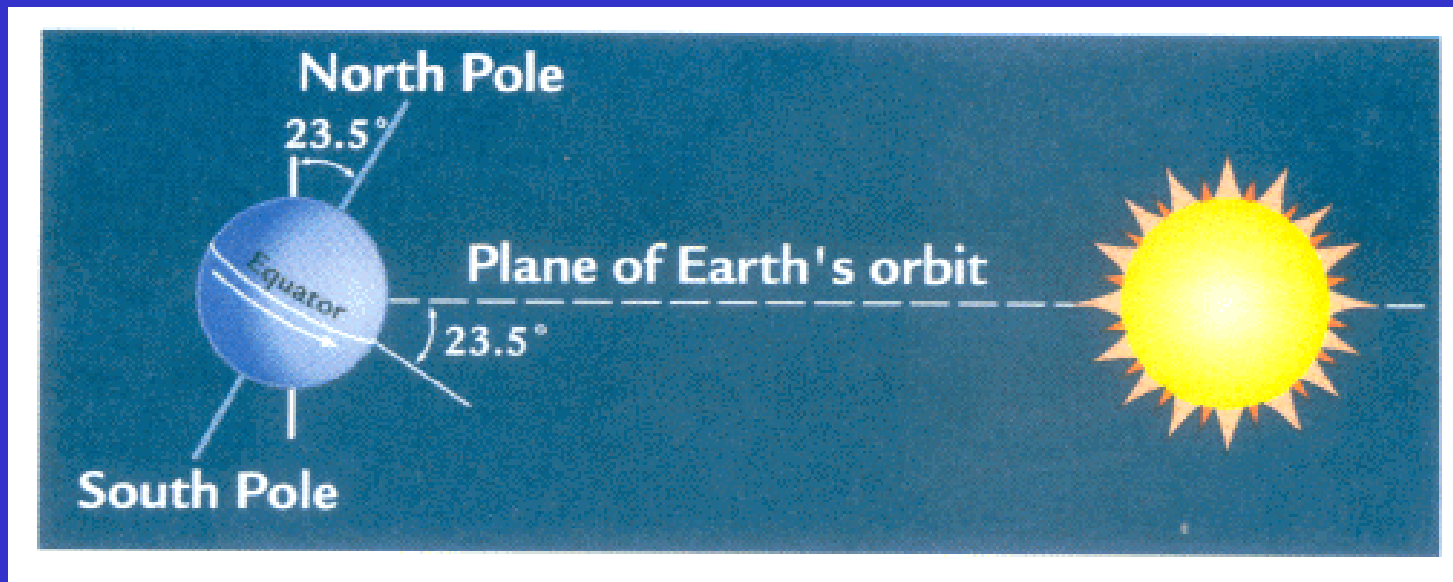 North Pole
23.5°
Equator
Plane of Earth's orbit
23.5°
South Pole